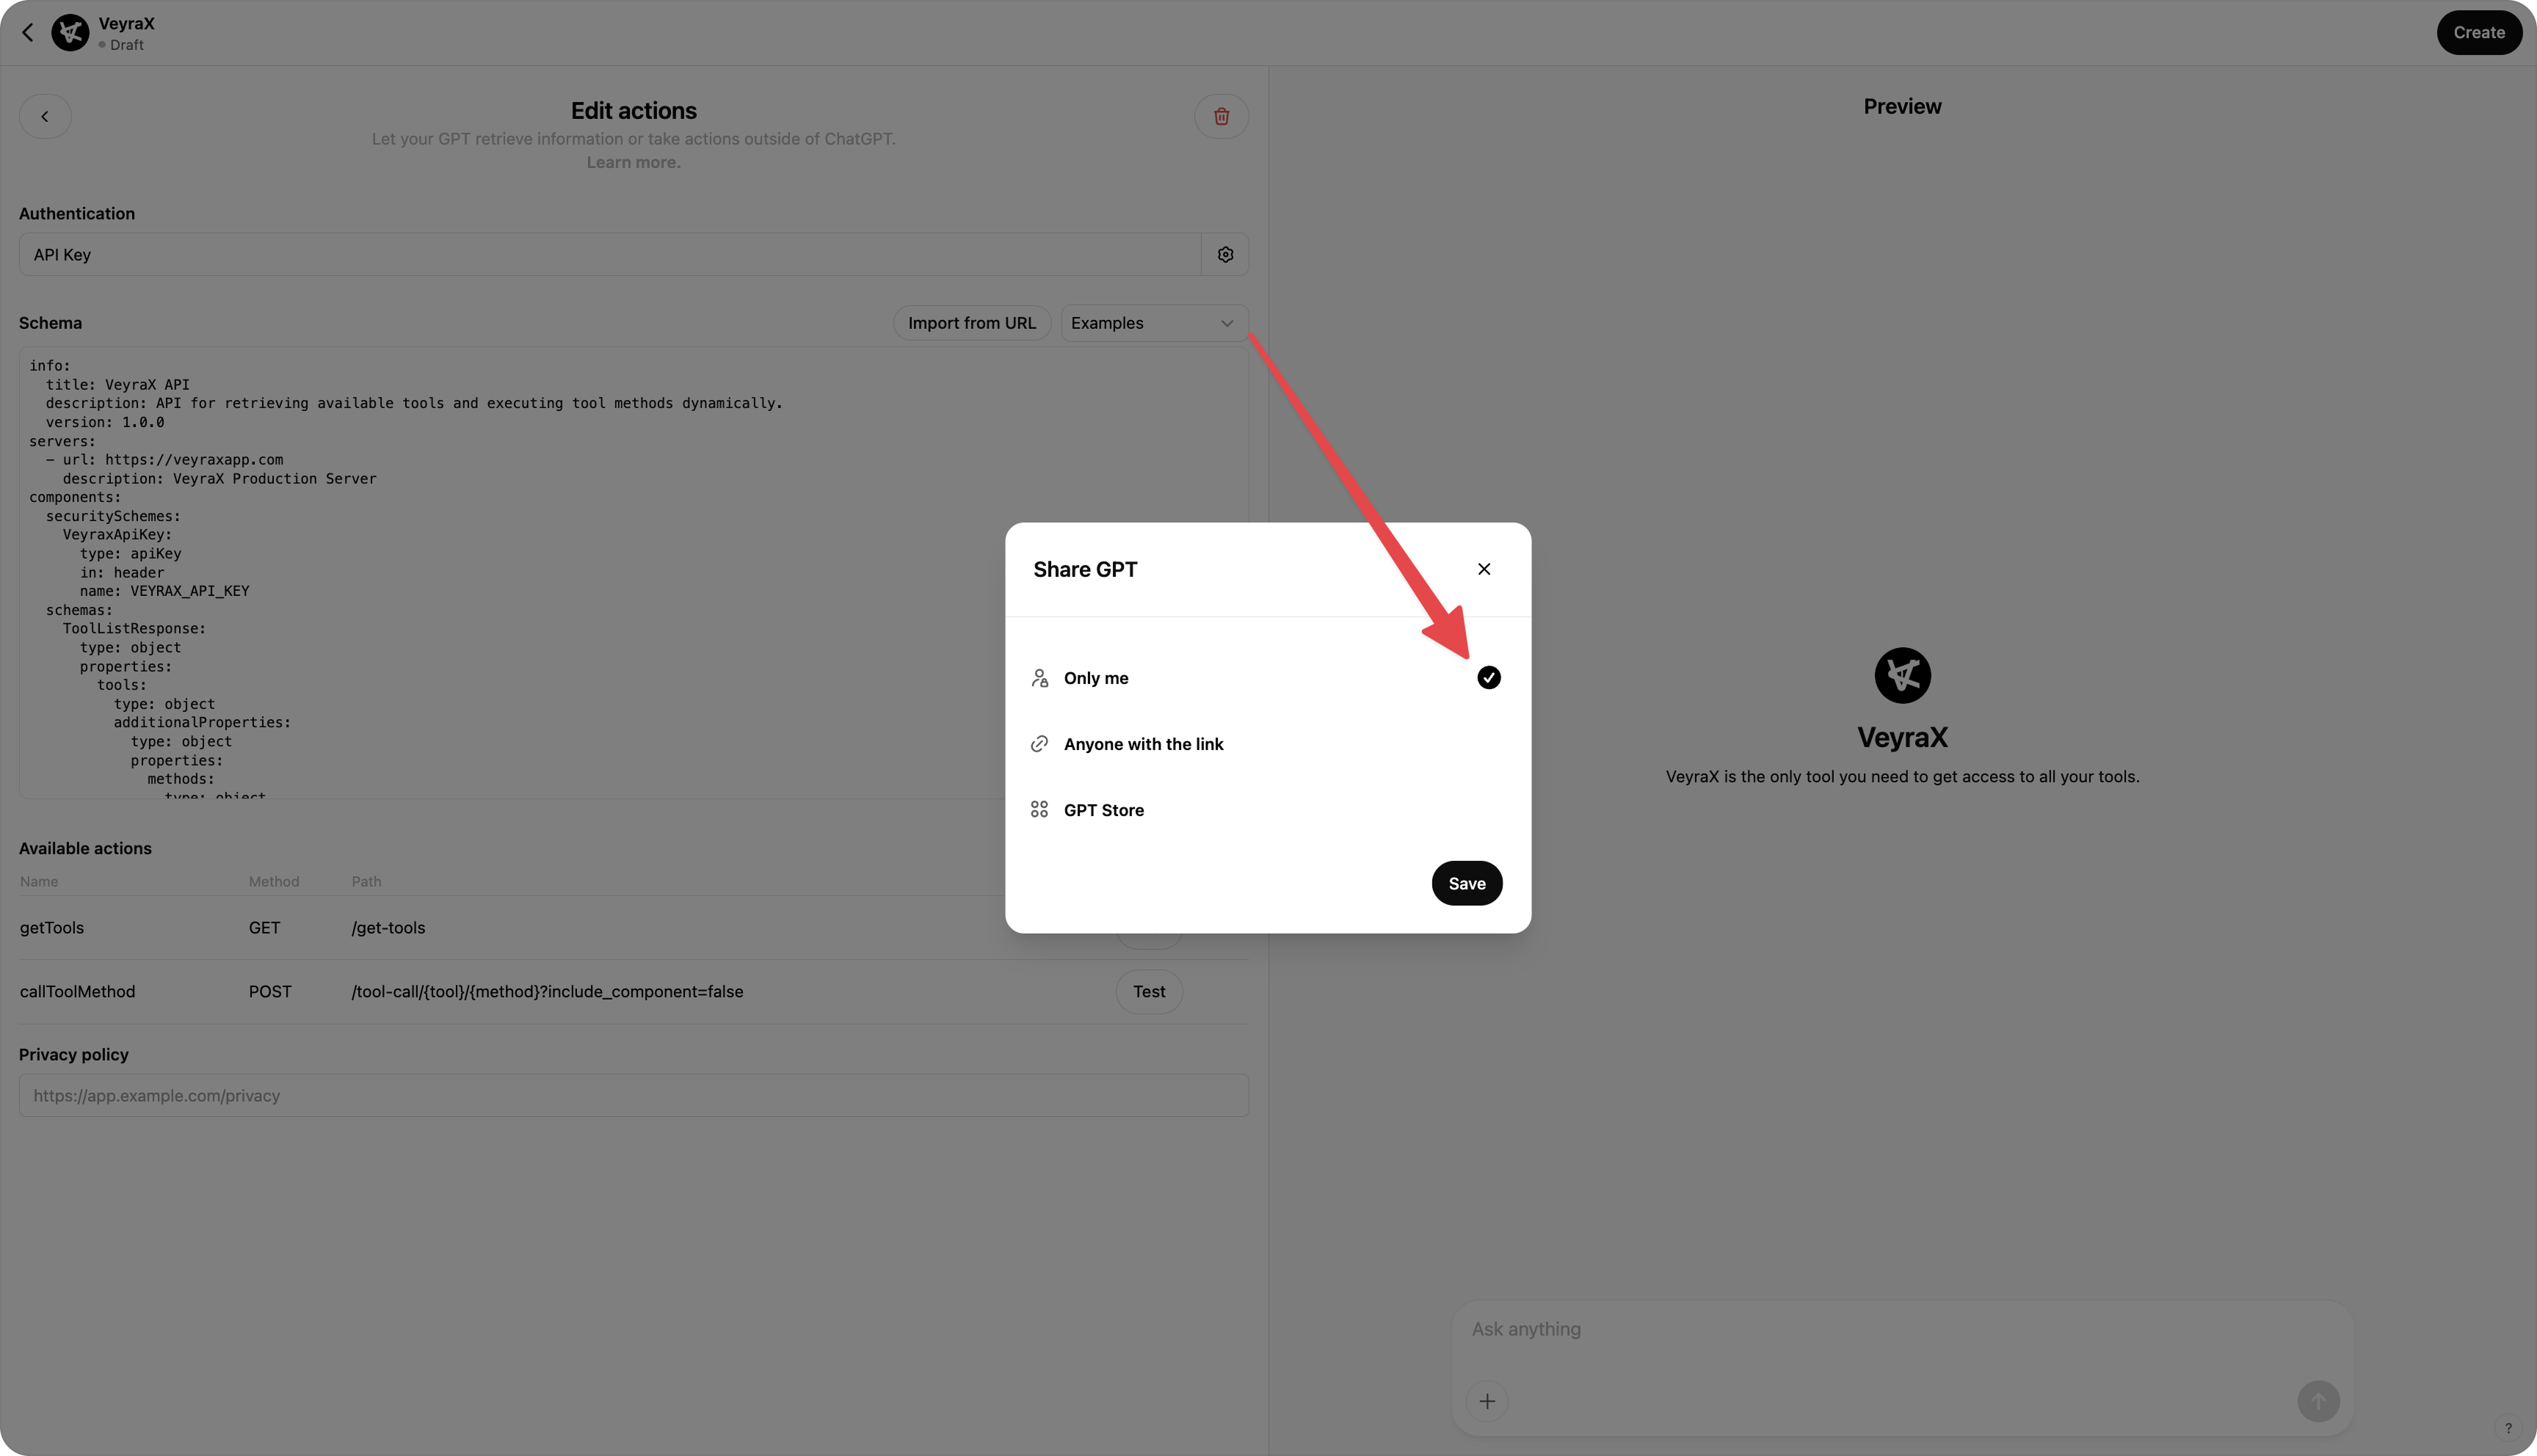 VeyraX
Draft
Create
Edit actions
Let your GPT retrieve information or take actions outside of ChatGPT.
Learn more.
Authentication
API Key
Schema
Import from URL
Examples
info:
  title: VeyraX API
  description: API for retrieving available tools and executing tool methods dynamically.
  version: 1.0.0
servers:
  – url: https://veyraxapp.com
    description: VeyraX Production Server
components:
  securitySchemes:
    VeyraxApiKey:
      type: apiKey
      in: header
      name: VEYRAX_API_KEY
  schemas:
    ToolListResponse:
      type: object
      properties:
        tools:
          type: object
          additionalProperties:
            type: object
            properties:
              methods:
                type: object
Available actions
Name Method Path
getTools GET /get-tools
callToolMethod POST /tool-call/{tool}/{method}?include_component=false Test
Privacy policy
https://app.example.com/privacy
Share GPT
Only me
Anyone with the link
GPT Store
Save
Preview
VeyraX
VeyraX is the only tool you need to get access to all your tools.
Ask anything
?